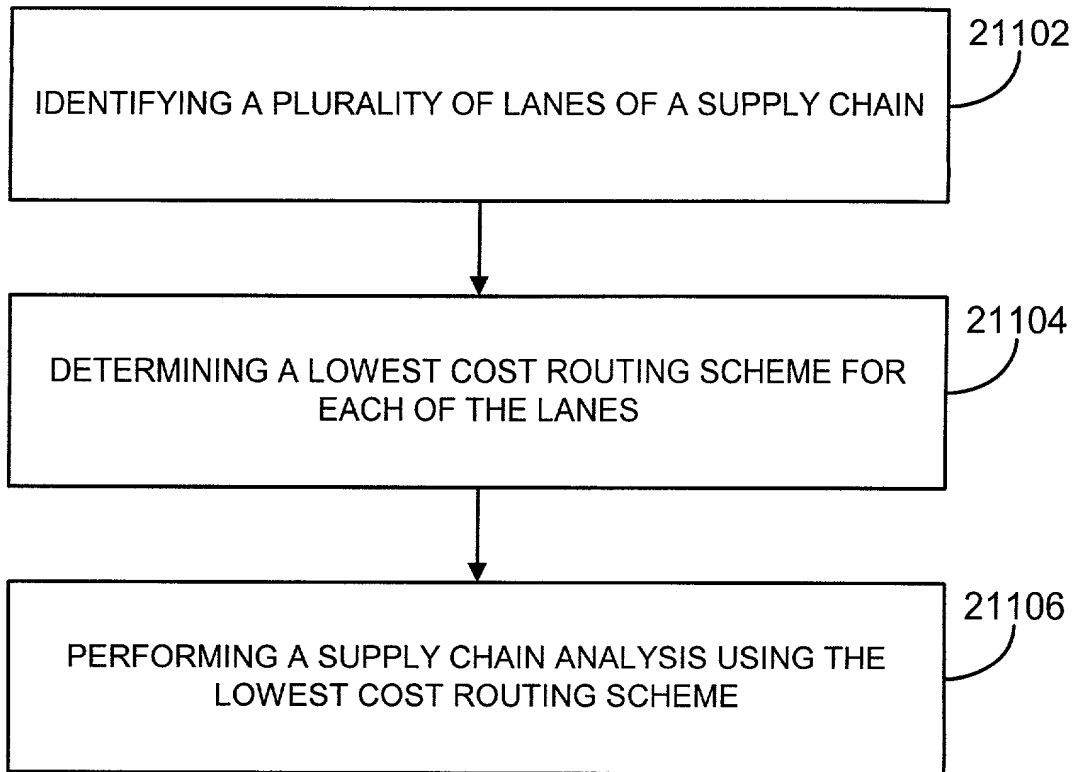 21102
IDENTIFYING A PLURALITY OF LANES OF A SUPPLY CHAIN
21104
DETERMINING A LOWEST COST ROUTING SCHEME FOR
EACH OF THE LANES
21106
PERFORMING A SUPPLY CHAIN ANALYSIS USING THE
LOWEST COST ROUTING SCHEME